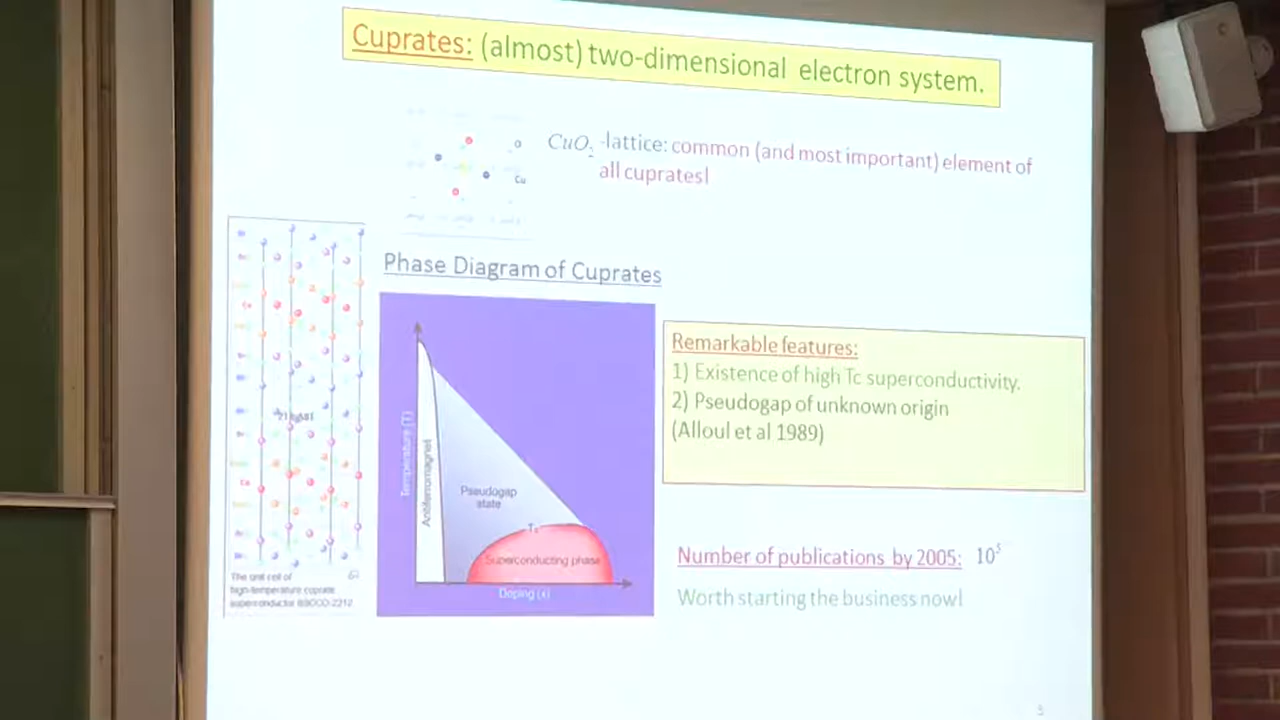 Cuprates: (almost) two-dimensional electron system.
CuO2 -lattice: common (and most important) element of
all cuprates!
Cu
Phase Diagram of Cuprates
Temperature (T)
Antiferromagnet
Pseudogap
state
Tc
Superconducting phase
Doping (x)
The unit cell of
high-temperature cuprate
superconductor BSCCO-2212
Remarkable features:
1) Existence of high Tc superconductivity.
2) Pseudogap of unknown origin
(Alloul et al 1989)
Number of publications by 2005: 10^5
Worth starting the business now!
3